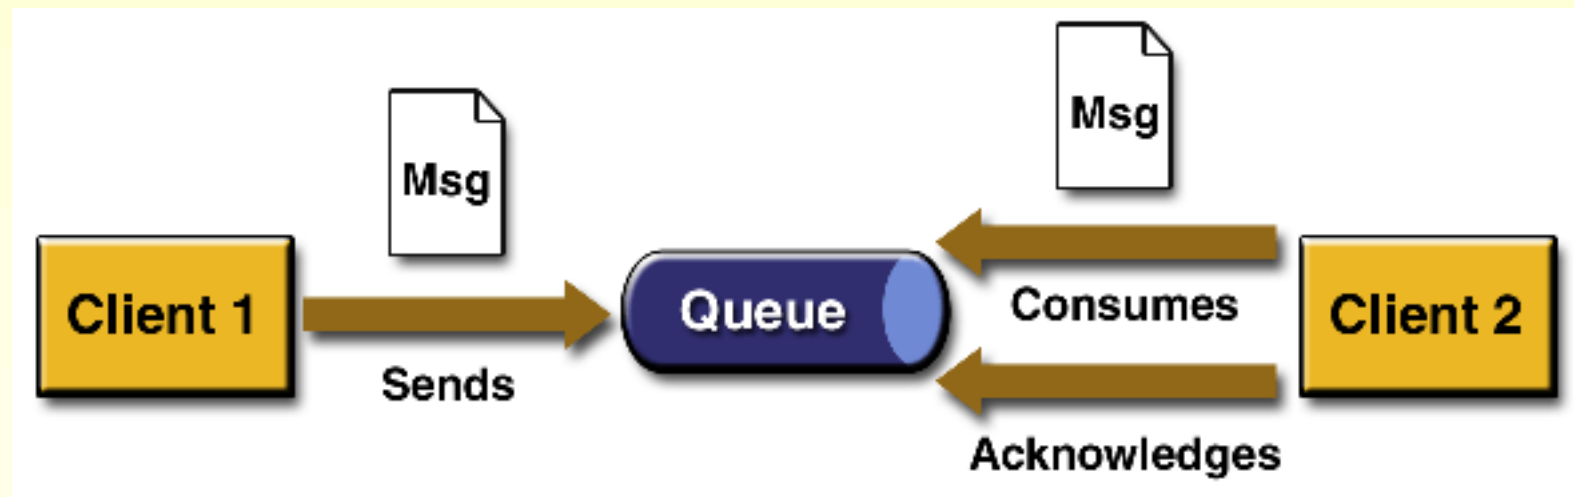 Msg
Msg
Client 1
Sends
Queue
Consumes
Acknowledges
Client 2